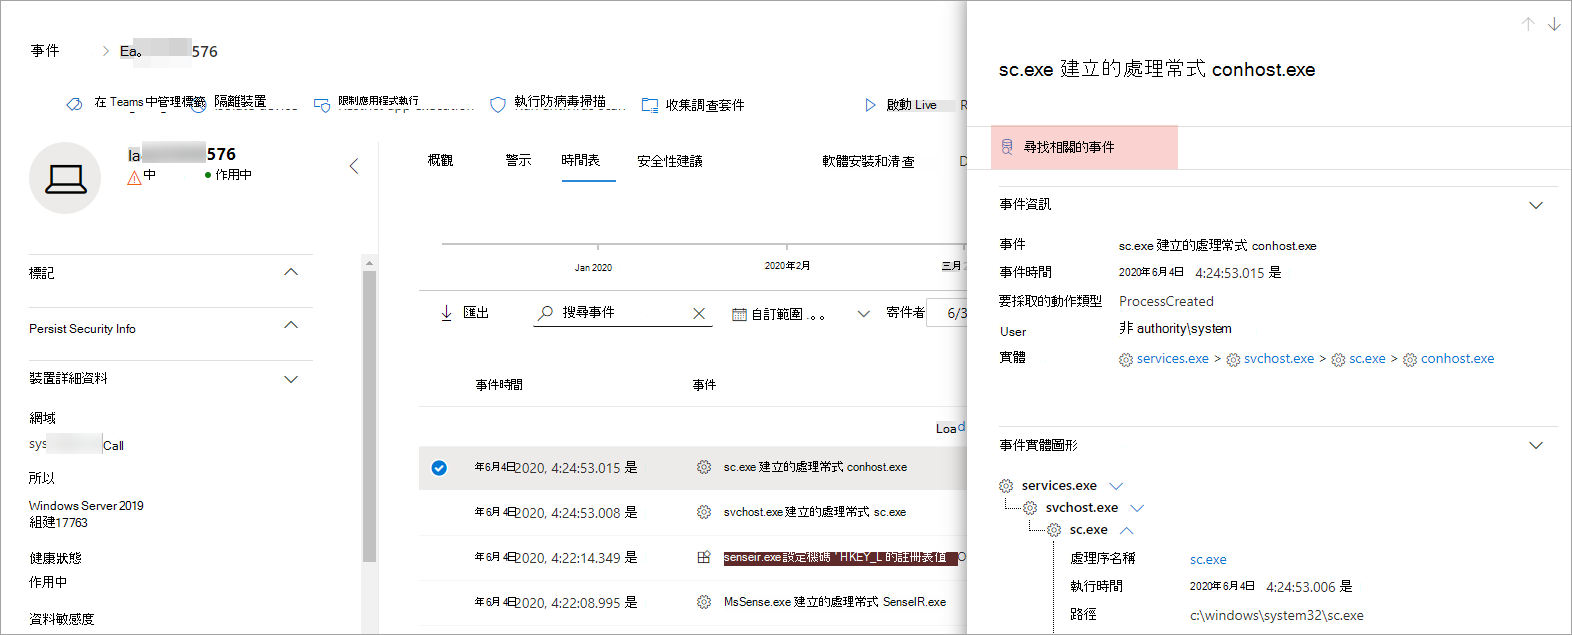 事件
Ea。
576
在 Teams 中管理標籤
隔離裝置
限制應用程式執行
執行防病毒掃描
收集調查套件
啟動 Live
R
la
576
中
作用中
概觀
警示
時間表
安全性建議
軟體安裝和清查
D
標記
Persist Security Info
裝置詳細資料
網域
sys
Call
所以
Windows Server 2019
組建17763
健康狀態
作用中
資料敏感度
Jan 2020
2020年2月
三月 2
匯出
搜尋事件
自訂範圍 。。。
寄件者
6/3
事件時間
事件
Load
年6月4日2020, 4:24:53.015 是
sc.exe 建立的處理常式 conhost.exe
年6月4日2020, 4:24:53.008 是
svchost.exe 建立的處理常式 sc.exe
年6月4日2020, 4:22:14.349 是
senseir.exe設定機碼 ' HKEY_L 的註冊表值
年6月4日2020, 4:22:08.995 是
MsSense.exe 建立的處理常式 SenseIR.exe
sc.exe 建立的處理常式 conhost.exe
尋找相關的事件
事件資訊
事件
sc.exe 建立的處理常式 conhost.exe
事件時間
2020年6月4日 4:24:53.015 是
要採取的動作類型
ProcessCreated
User
非 authority\system
實體
services.exe > svchost.exe > sc.exe > conhost.exe
事件實體圖形
services.exe
svchost.exe
sc.exe
處理序名稱
sc.exe
執行時間
2020年6月4日 4:24:53.006 是
路徑
c:\windows\system32\sc.exe